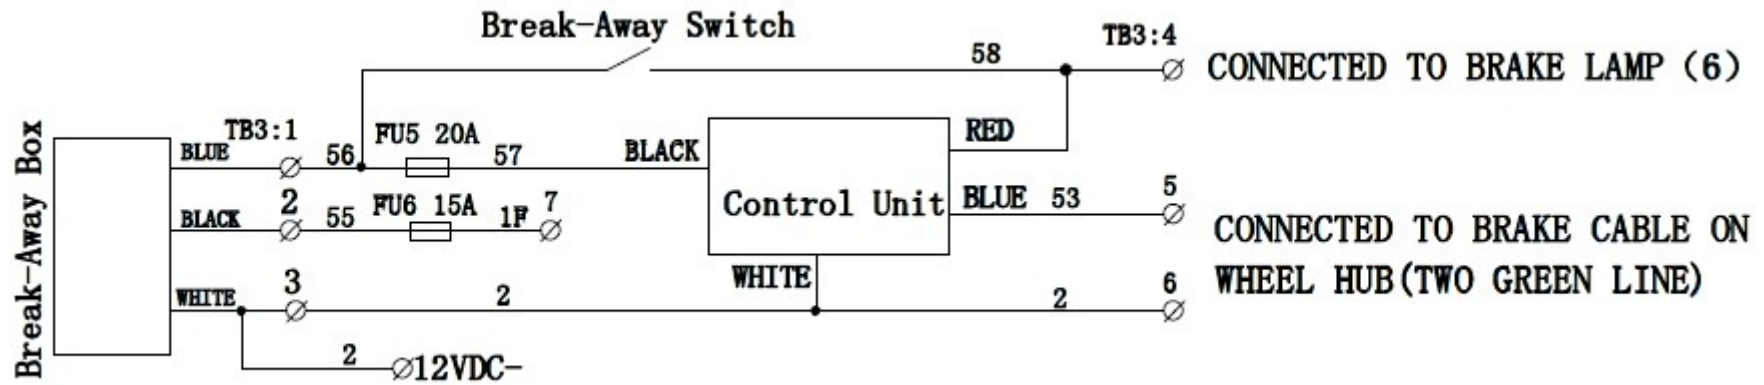 Break-Away Switch
58
TB3:4
CONNECTED TO BRAKE LAMP (6)
Break-Away Box
BLUE
TB3:1
56
FU5 20A
57
BLACK
RED
Control Unit
BLUE 53
5
BLACK
2
55
FU6 15A
1F
7
CONNECTED TO BRAKE CABLE ON
WHEEL HUB(TWO GREEN LINE)
WHITE
WHITE
3
2
2
6
2
12VDC-